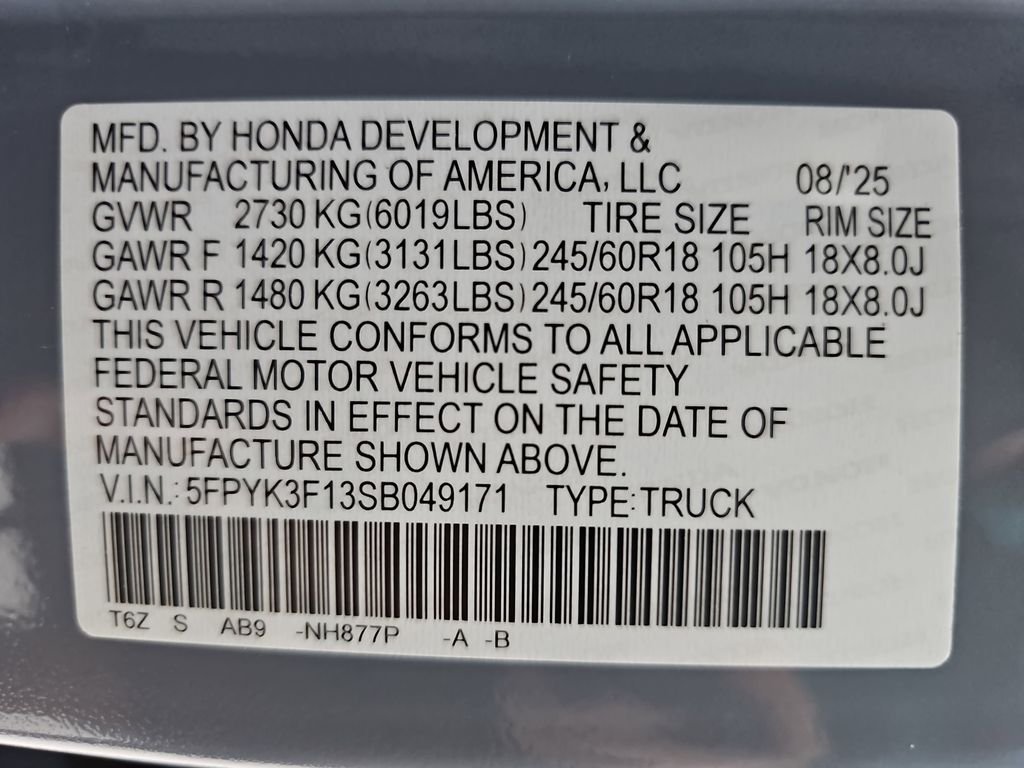 MFD. BY HONDA DEVELOPMENT &
MANUFACTURING OF AMERICA, LLC 08/'25
GVWR 2730 KG(6019LBS) TIRE SIZE RIM SIZE
GAWR F 1420 KG(3131LBS) 245/60R18 105H 18X8.0J
GAWR R 1480 KG(3263LBS) 245/60R18 105H 18X8.0J
THIS VEHICLE CONFORMS TO ALL APPLICABLE
FEDERAL MOTOR VEHICLE SAFETY
STANDARDS IN EFFECT ON THE DATE OF
MANUFACTURE SHOWN ABOVE.
V.I.N.: 5FPYK3F13SB049171 TYPE: TRUCK
T6Z S AB9 -NH877P -A -B